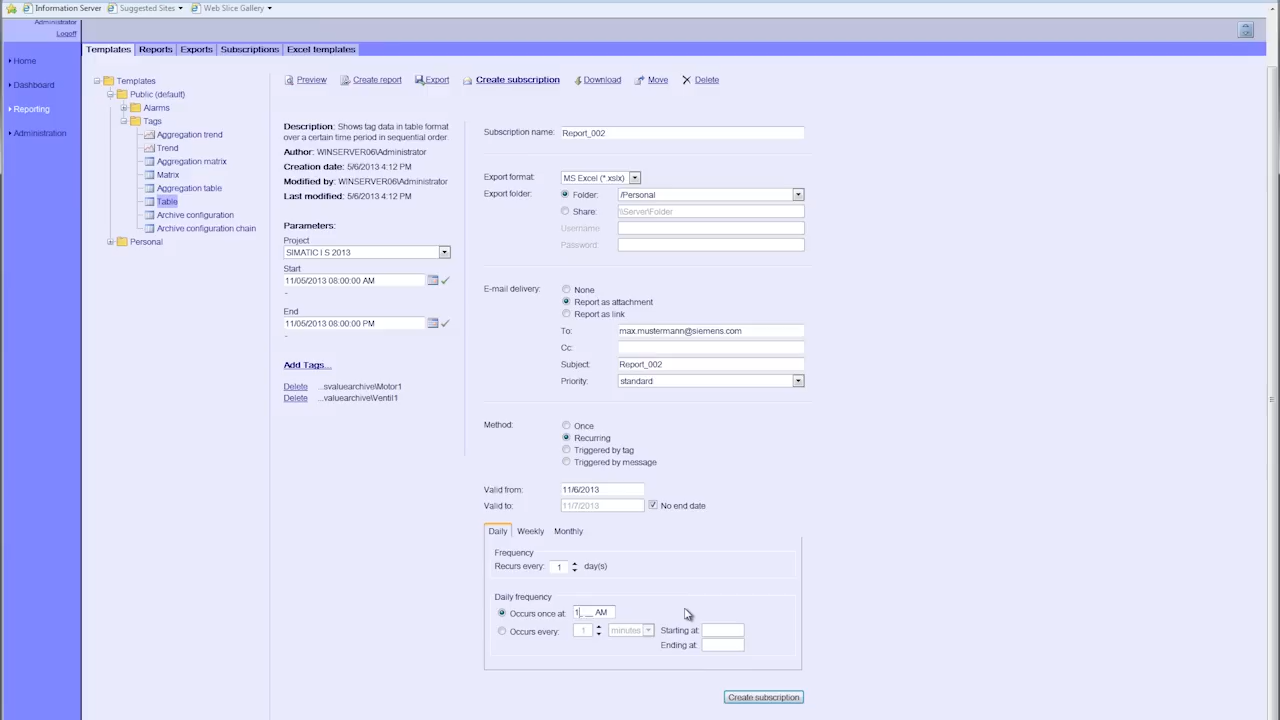 Information Server Suggested Sites Web Slice Gallery
Administrator
Logoff
Templates Reports Exports Subscriptions Excel templates
Home
Dashboard
Reporting
Administration
Templates
Public (default)
Alarms
Tags
Aggregation trend
Trend
Aggregation matrix
Matrix
Aggregation table
Table
Archive configuration
Archive configuration chain
Personal
Preview Create report Export Create subscription Download Move Delete
Description: Shows tag data in table format
over a certain time period in sequential order.
Author: WINSERVER06\Administrator
Creation date: 5/6/2013 4:12 PM
Modified by: WINSERVER06\Administrator
Last modified: 5/6/2013 4:12 PM
Parameters:
Project
SIMATIC I S 2013
Start
11/05/2013 08:00:00 AM
-
End
11/05/2013 08:00:00 PM
-
Add Tags...
Delete ...svaluearchive\Motor1
Delete ...valuearchive\Ventil1
Subscription name: Report_002
Export format: MS Excel (*.xslx)
Export folder: Folder: /Personal
Share: \\Server\Folder
Username
Password:
E-mail delivery: None
Report as attachment
Report as link
To: max.mustermann@siemens.com
Cc:
Subject: Report_002
Priority: standard
Method: Once
Recurring
Triggered by tag
Triggered by message
Valid from: 11/6/2013
Valid to: 11/7/2013 No end date
Daily Weekly Monthly
Frequency
Recurs every: 1 day(s)
Daily frequency
Occurs once at: 1_:__ AM
Occurs every: 1 minutes Starting at:
Ending at:
Create subscription